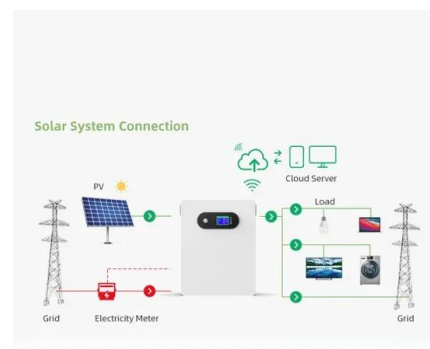 Solar System Connection
Cloud Server
PV
Load
Grid
Electricity Meter
Grid